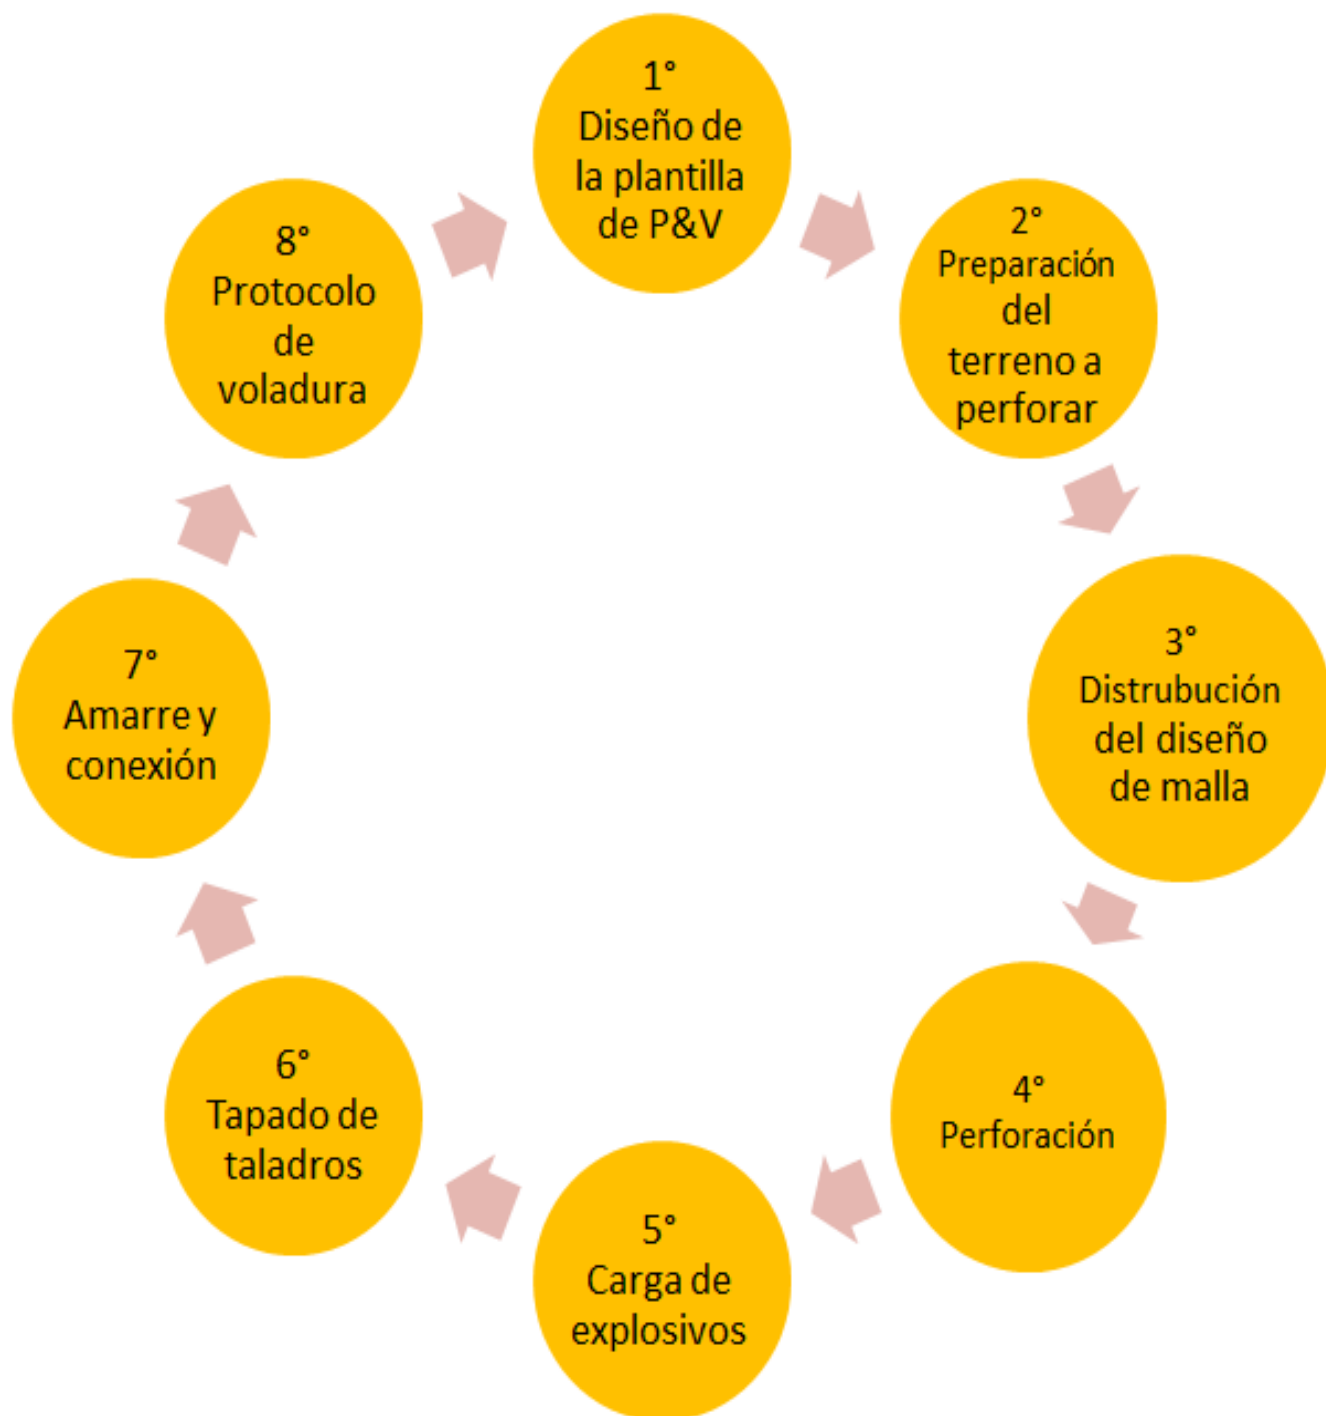 1°
Diseño de
la plantilla
de P&V
2°
Preparación
del
terreno a
perforar
3°
Distrubución
del diseño
de malla
4°
Perforación
5°
Carga de
explosivos
6°
Tapado de
taladros
7°
Amarre y
conexión
8°
Protocolo
de
voladura